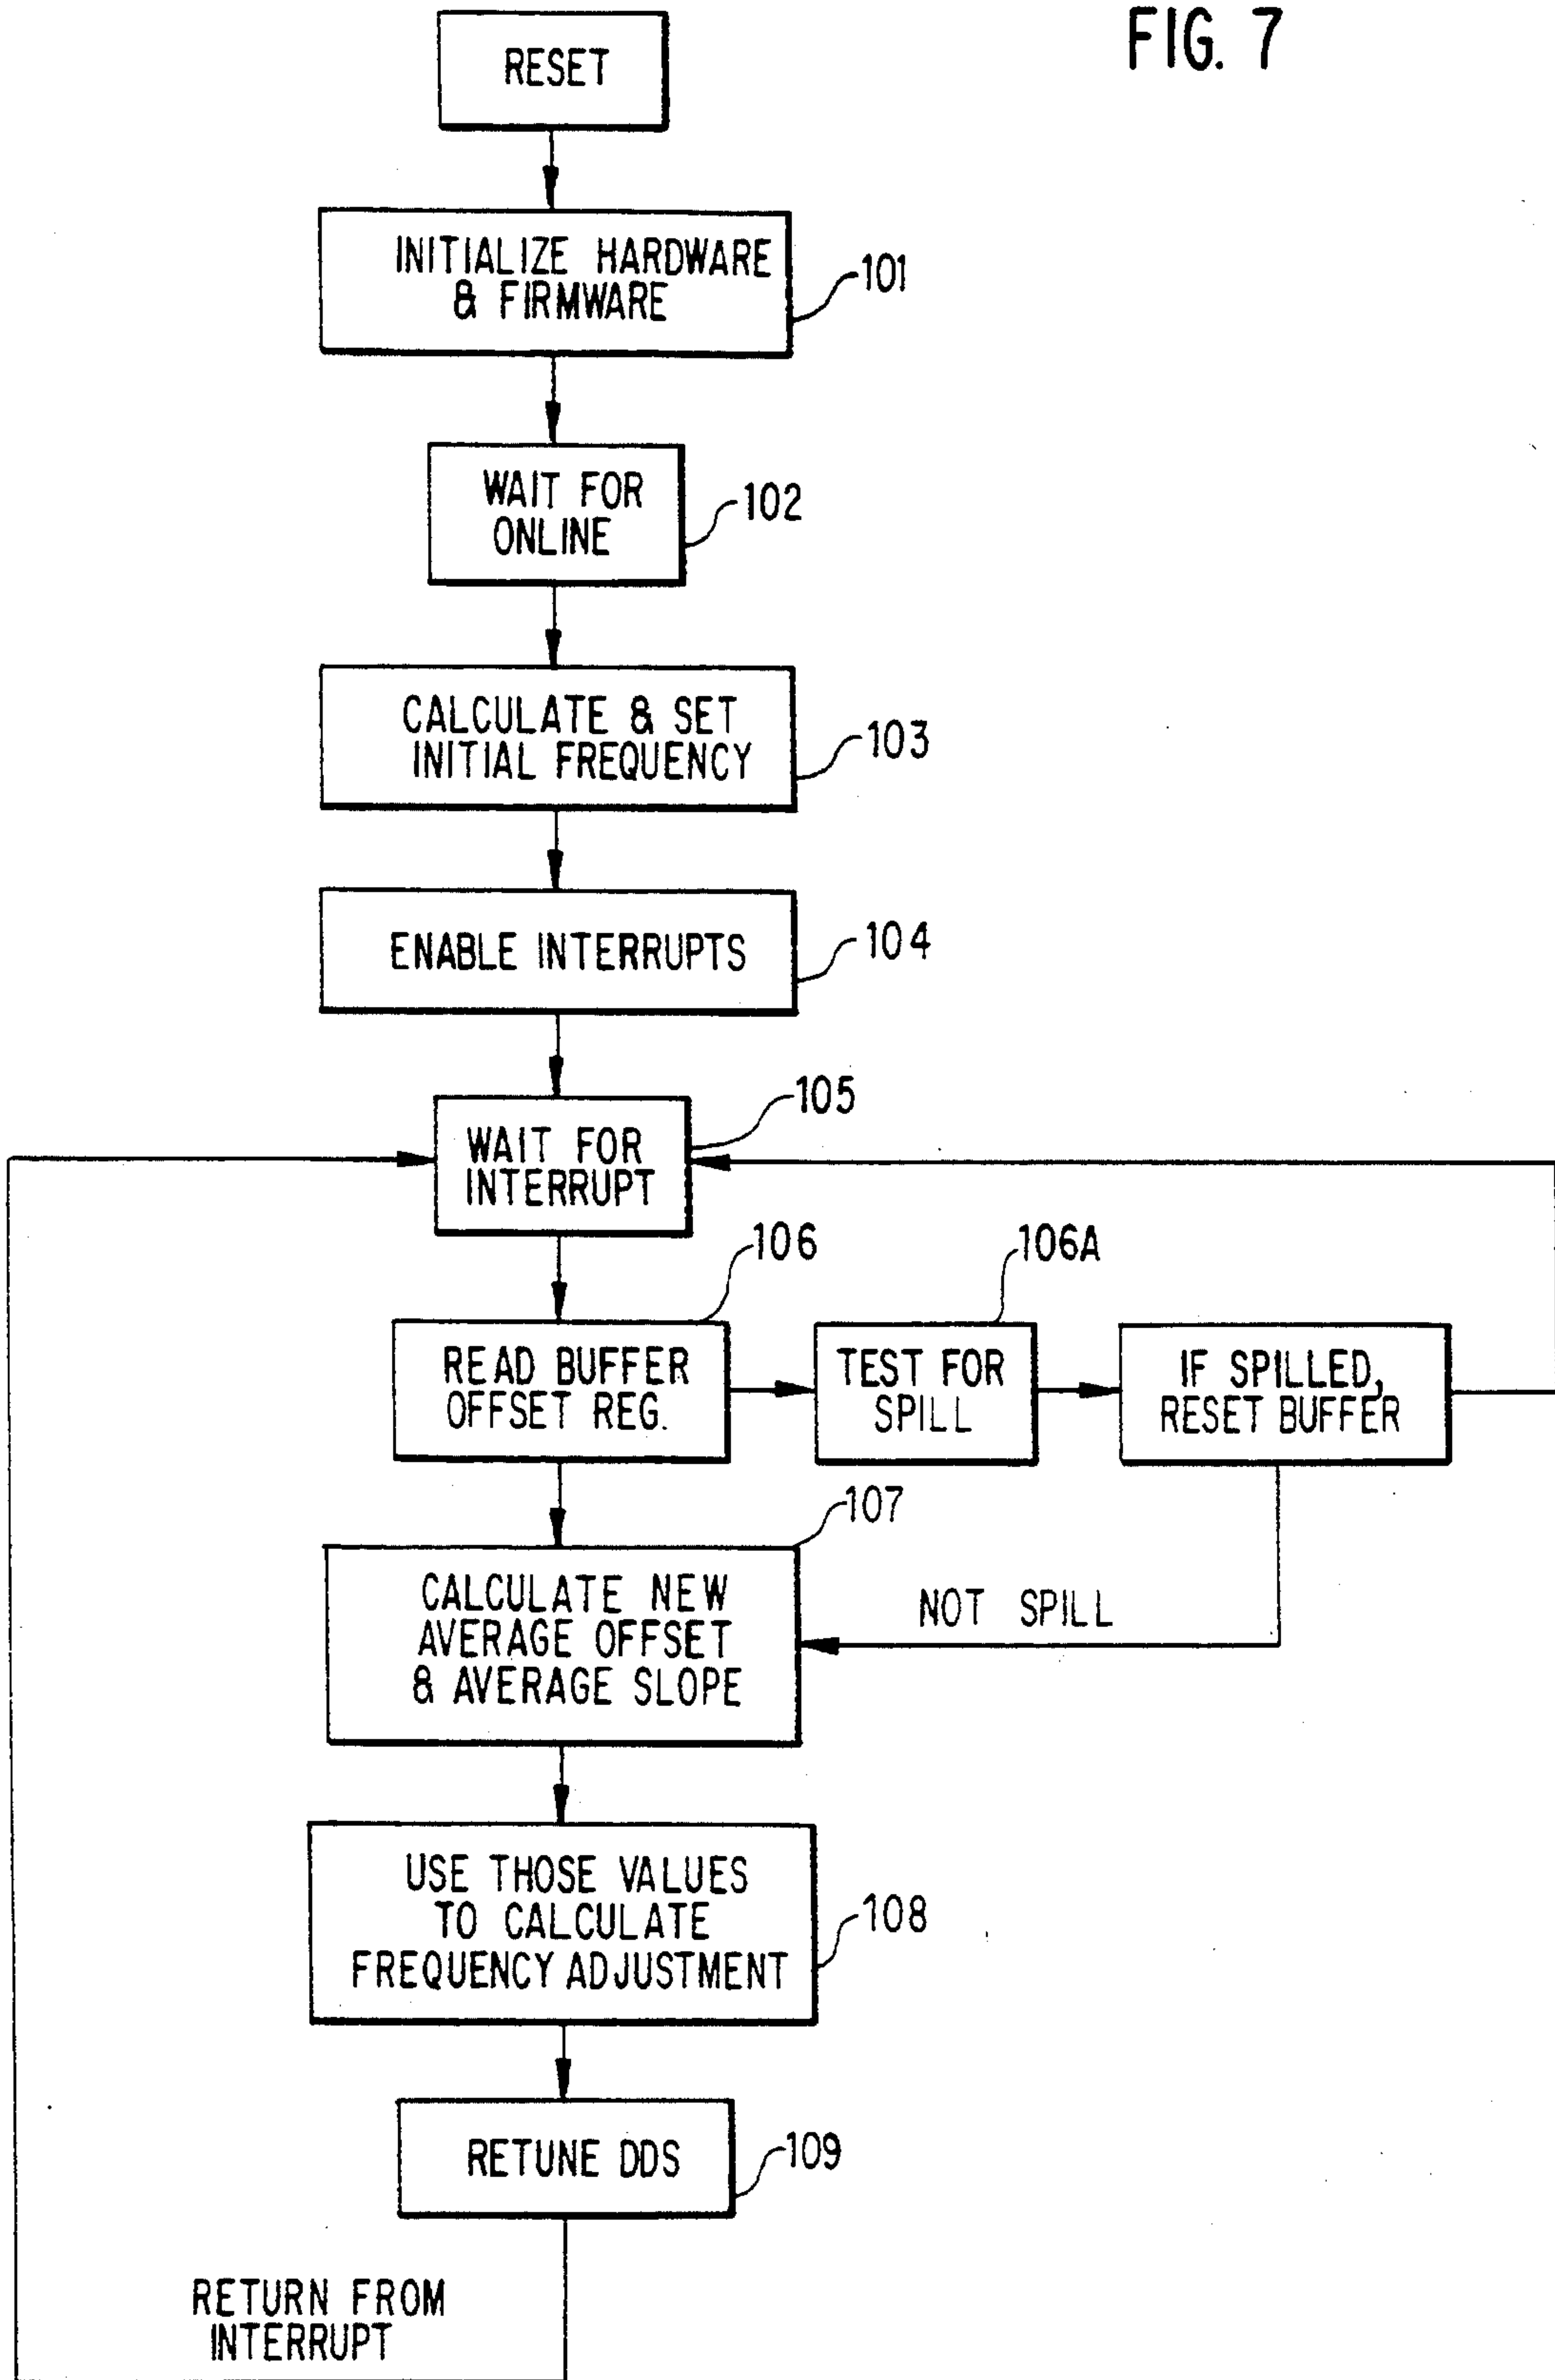 FIG. 7
RESET
INITIALIZE HARDWARE
& FIRMWARE
101
WAIT FOR
ONLINE
102
CALCULATE & SET
INITIAL FREQUENCY
103
ENABLE INTERRUPTS
104
WAIT FOR
INTERRUPT
105
READ BUFFER
OFFSET REG.
106
TEST FOR
SPILL
106A
IF SPILLED,
RESET BUFFER
CALCULATE NEW
AVERAGE OFFSET
& AVERAGE SLOPE
107
NOT SPILL
USE THOSE VALUES
TO CALCULATE
FREQUENCY ADJUSTMENT
108
RETUNE DDS
109
RETURN FROM
INTERRUPT